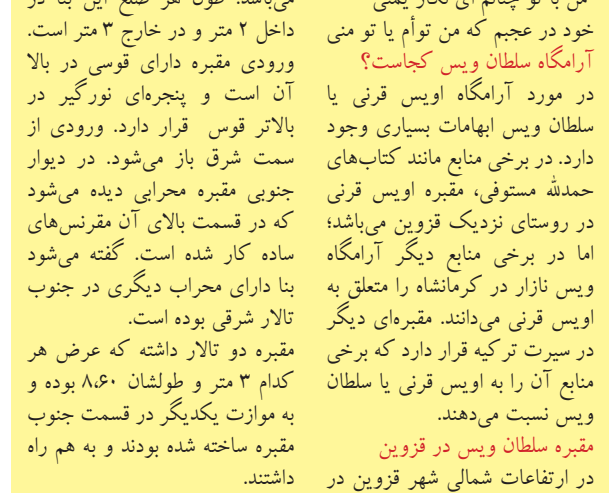 من با تو چنانم ای نگار یمنی
خود در عجبم که من توأم یا تو منی
آرامگاه سلطان ویس کجاست؟
در مورد آرامگاه اویس قرنی یا
سلطان ویس ابهامات بسیاری وجود
دارد. در برخی منابع مانند کتاب‌های
حمدلله مستوفی، مقبره اویس قرنی
در روستای نزدیک قزوین می‌باشد؛
اما در برخی منابع دیگر آرامگاه
ویس نازار در کرمانشاه را متعلق به
اویس قرنی می‌دانند. مقبره‌ای دیگر
در سیرت ترکیه قرار دارد که برخی
منابع آن را به اویس قرنی یا سلطان
ویس نسبت می‌دهند.
مقبره سلطان ویس در قزوین
در ارتفاعات شمالی شهر قزوین در
می‌باشد. طول هر ضلع این بنا در
داخل ۲ متر و در خارج ۳ متر است.
ورودی مقبره دارای قوسی در بالا
آن است و پنجره‌ای نورگیر در
بالاتر قوس قرار دارد. ورودی از
سمت شرق باز می‌شود. در دیوار
جنوبی مقبره محرابی دیده می‌شود
که در قسمت بالای آن مقرنس‌های
ساده کار شده است. گفته می‌شود
بنا دارای محراب دیگری در جنوب
تالار شرقی بوده است.
مقبره دو تالار داشته که عرض هر
کدام ۳ متر و طولشان ۸،۶۰ بوده و
به موازت یکدیگر در قسمت جنوب
مقبره ساخته شده بودند و به هم راه
داشتند.